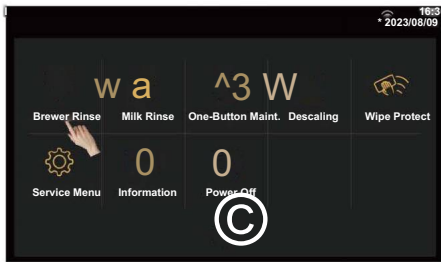 16:3
* 2023/08/09
w a ^3 W
Brewer Rinse Milk Rinse One-Button Maint. Descaling Wipe Protect
0 0
Service Menu Information Power Off
©